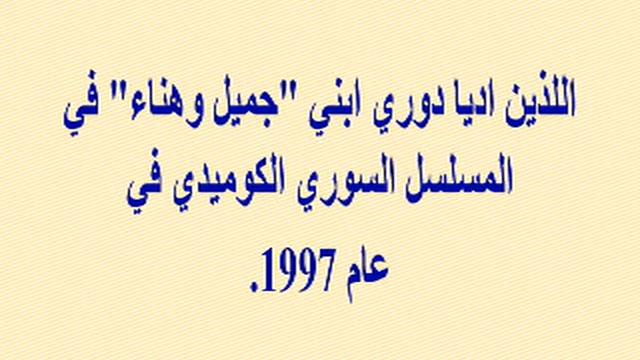 اللذين اديا دوري ابني "جميل وهناء" في
المسلسل السوري الكوميدي في
عام 1997.